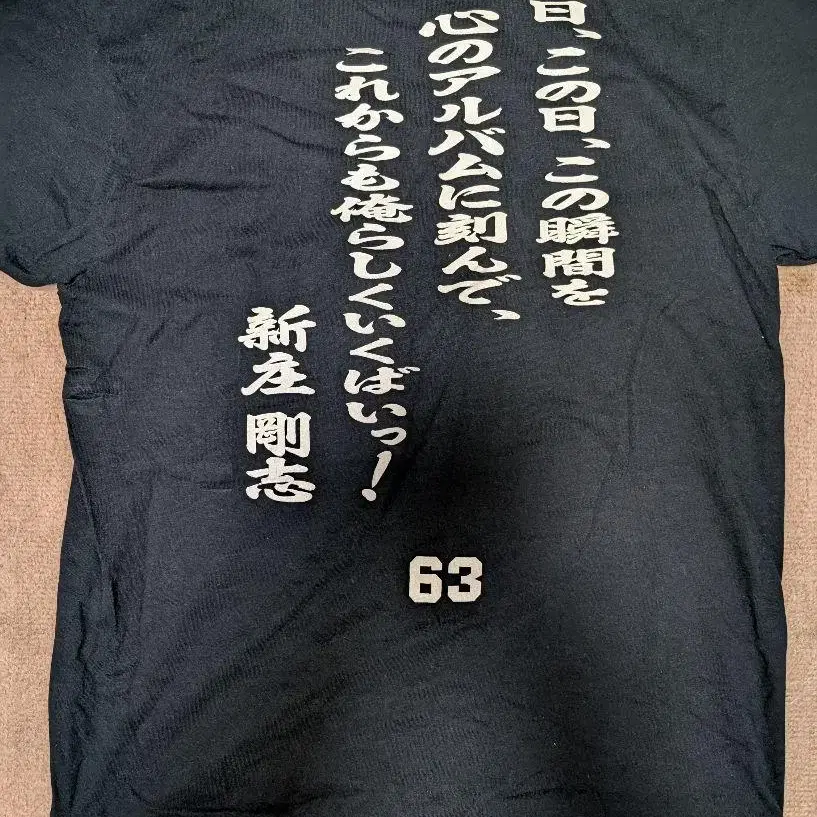 日、この日、この瞬間を
心のアルバムに刻んで、
これからも俺らしくいくばいっ！
新庄 剛志
63